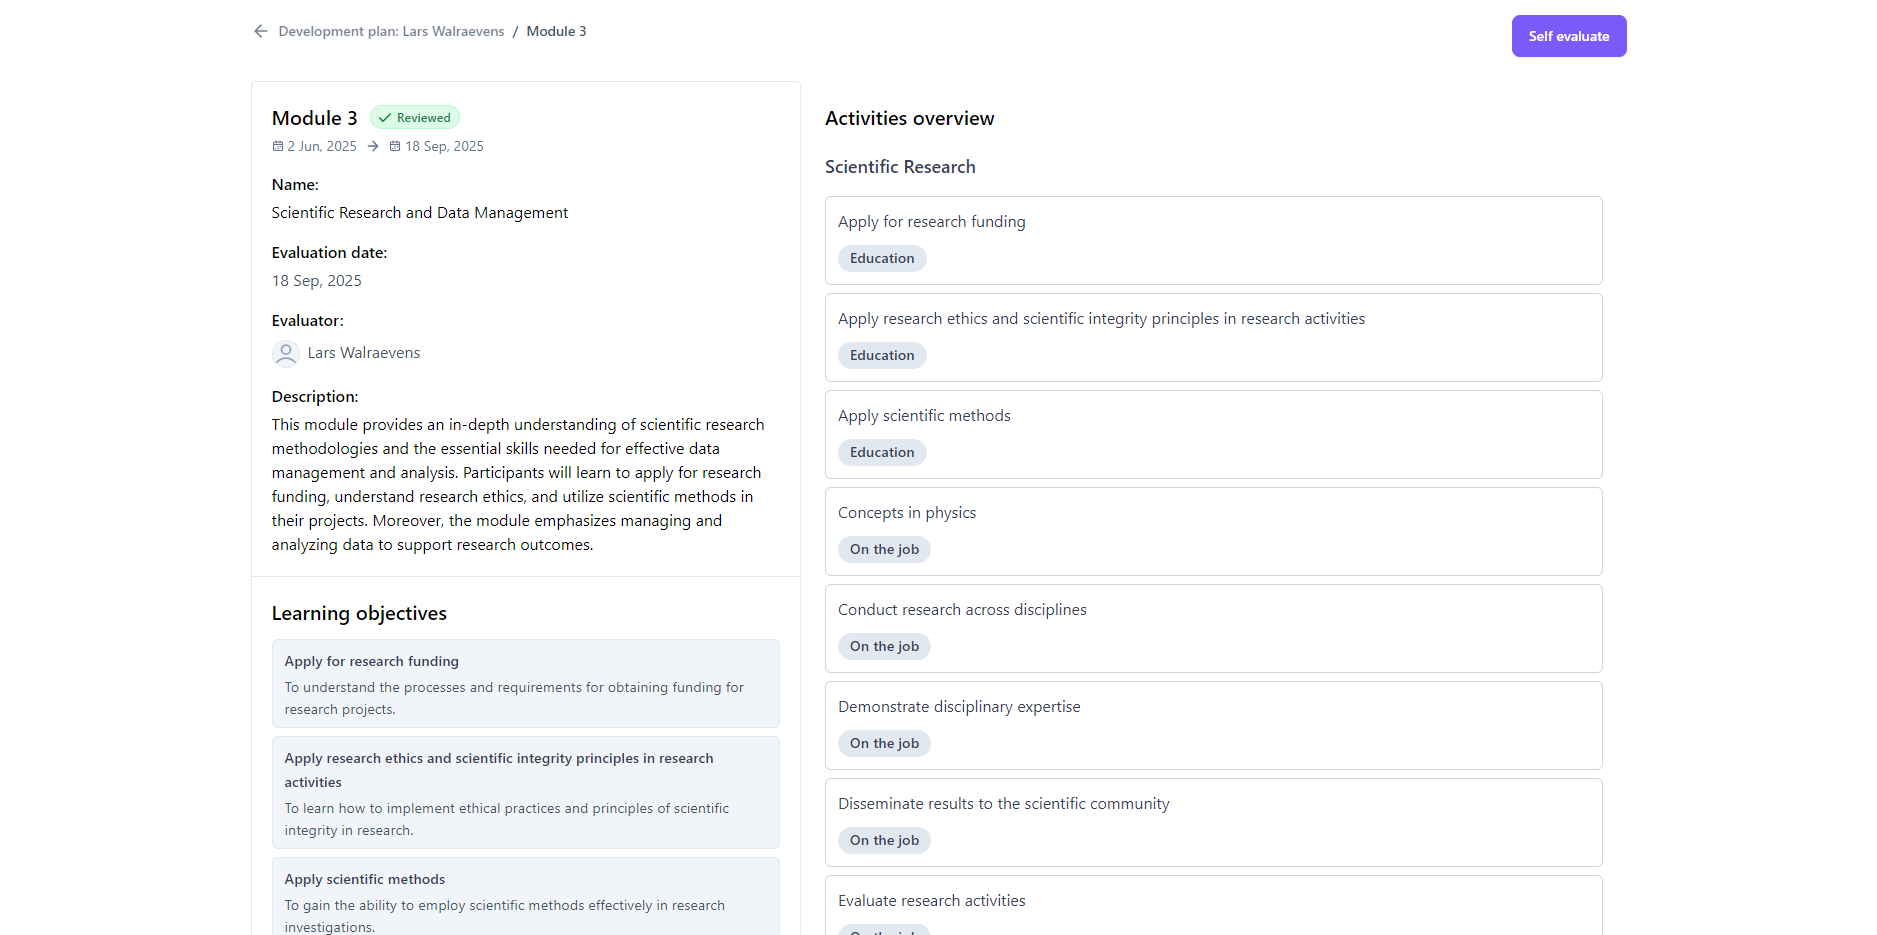 Development plan: Lars Walraevens / Module 3
Self evaluate
Module 3
Reviewed
2 Jun, 2025
18 Sep, 2025
Name:
Scientific Research and Data Management
Evaluation date:
18 Sep, 2025
Evaluator:
Lars Walraevens
Description:
This module provides an in-depth understanding of scientific research
methodologies and the essential skills needed for effective data
management and analysis. Participants will learn to apply for research
funding, understand research ethics, and utilize scientific methods in
their projects. Moreover, the module emphasizes managing and
analyzing data to support research outcomes.
Learning objectives
Apply for research funding
To understand the processes and requirements for obtaining funding for
research projects.
Apply research ethics and scientific integrity principles in research
activities
To learn how to implement ethical practices and principles of scientific
integrity in research.
Apply scientific methods
To gain the ability to employ scientific methods effectively in research
investigations.
Activities overview
Scientific Research
Apply for research funding
Education
Apply research ethics and scientific integrity principles in research activities
Education
Apply scientific methods
Education
Concepts in physics
On the job
Conduct research across disciplines
On the job
Demonstrate disciplinary expertise
On the job
Disseminate results to the scientific community
On the job
Evaluate research activities
On the job